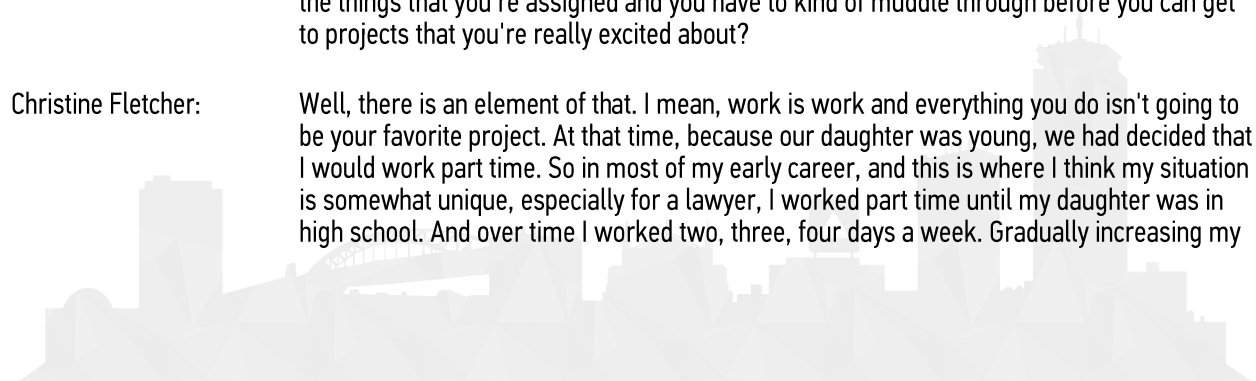 the things that you're assigned and you have to kind of muddle through before you can get
to projects that you're really excited about?
Christine Fletcher: Well, there is an element of that. I mean, work is work and everything you do isn't going to
be your favorite project. At that time, because our daughter was young, we had decided that
I would work part time. So in most of my early career, and this is where I think my situation
is somewhat unique, especially for a lawyer, I worked part time until my daughter was in
high school. And over time I worked two, three, four days a week. Gradually increasing my